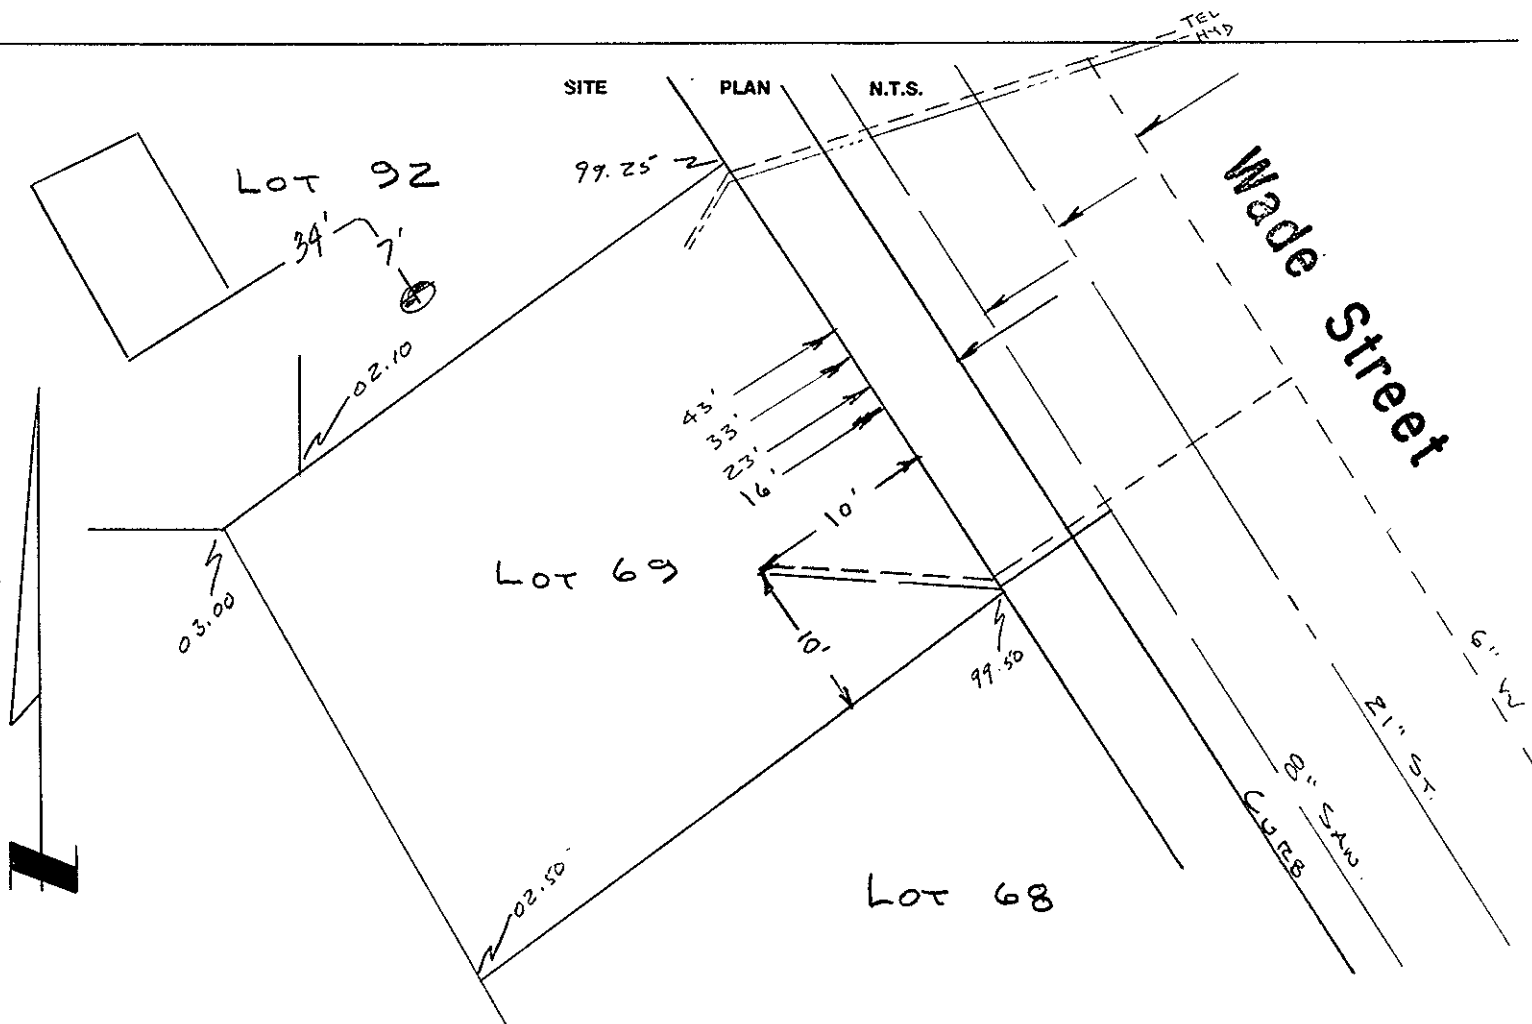 TEL
HYD
SITE PLAN N.T.S.
LOT 92
99.25
Wade Street
34'
7'
02.10
43'
33'
23'
16'
10'
LOT 69
03.00
10'
99.50
6" W
21" ST.
8" SAN.
CURB
02.50
LOT 68